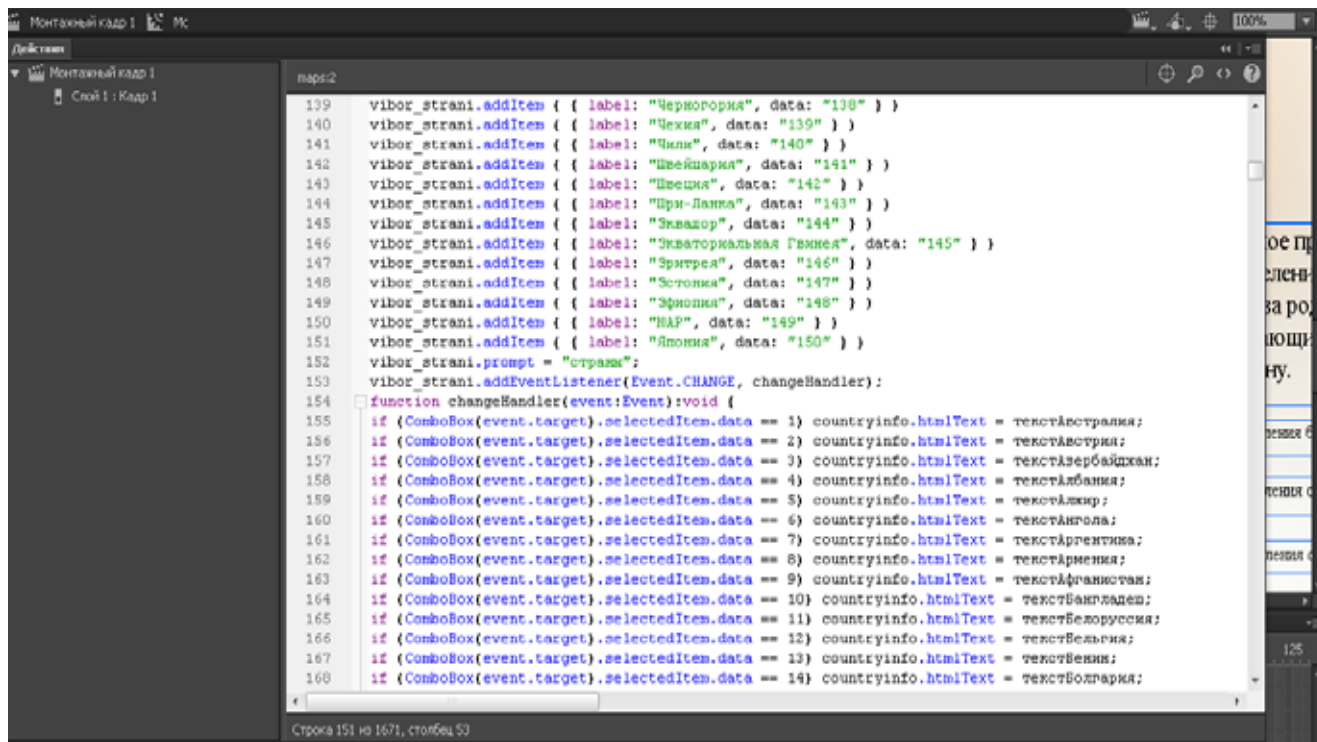 Монтажный кадр 1 Mc 100%
Действия
Монтажный кадр 1
Слой 1 : Кадр 1
maps:2
139 vibor_strani.addItem ( { label: "Черногория", data: "138" } )
140 vibor_strani.addItem ( { label: "Чехия", data: "139" } )
141 vibor_strani.addItem ( { label: "Чили", data: "140" } )
142 vibor_strani.addItem ( { label: "Швейцария", data: "141" } )
143 vibor_strani.addItem ( { label: "Швеция", data: "142" } )
144 vibor_strani.addItem ( { label: "Шри-Ланка", data: "143" } )
145 vibor_strani.addItem ( { label: "Эквадор", data: "144" } )
146 vibor_strani.addItem ( { label: "Экваториальная Гвинея", data: "145" } )
147 vibor_strani.addItem ( { label: "Эритрея", data: "146" } )
148 vibor_strani.addItem ( { label: "Эстония", data: "147" } )
149 vibor_strani.addItem ( { label: "Эфиопия", data: "148" } )
150 vibor_strani.addItem ( { label: "ЮАР", data: "149" } )
151 vibor_strani.addItem ( { label: "Япония", data: "150" } )
152 vibor_strani.prompt = "страны";
153 vibor_strani.addEventListener(Event.CHANGE, changeHandler);
154 function changeHandler(event:Event):void {
155 if (ComboBox(event.target).selectedItem.data == 1) countryinfo.htmlText = текстАвстралия;
156 if (ComboBox(event.target).selectedItem.data == 2) countryinfo.htmlText = текстАвстрия;
157 if (ComboBox(event.target).selectedItem.data == 3) countryinfo.htmlText = текстАзербайджан;
158 if (ComboBox(event.target).selectedItem.data == 4) countryinfo.htmlText = текстАлбания;
159 if (ComboBox(event.target).selectedItem.data == 5) countryinfo.htmlText = текстАлжир;
160 if (ComboBox(event.target).selectedItem.data == 6) countryinfo.htmlText = текстАнгола;
161 if (ComboBox(event.target).selectedItem.data == 7) countryinfo.htmlText = текстАргентина;
162 if (ComboBox(event.target).selectedItem.data == 8) countryinfo.htmlText = текстАрмения;
163 if (ComboBox(event.target).selectedItem.data == 9) countryinfo.htmlText = текстАфганистан;
164 if (ComboBox(event.target).selectedItem.data == 10) countryinfo.htmlText = текстБангладеш;
165 if (ComboBox(event.target).selectedItem.data == 11) countryinfo.htmlText = текстБелоруссия;
166 if (ComboBox(event.target).selectedItem.data == 12) countryinfo.htmlText = текстБельгия;
167 if (ComboBox(event.target).selectedItem.data == 13) countryinfo.htmlText = текстБенин;
168 if (ComboBox(event.target).selectedItem.data == 14) countryinfo.htmlText = текстБолгария;
Строка 151 из 1671, столбец 53
ну.
125